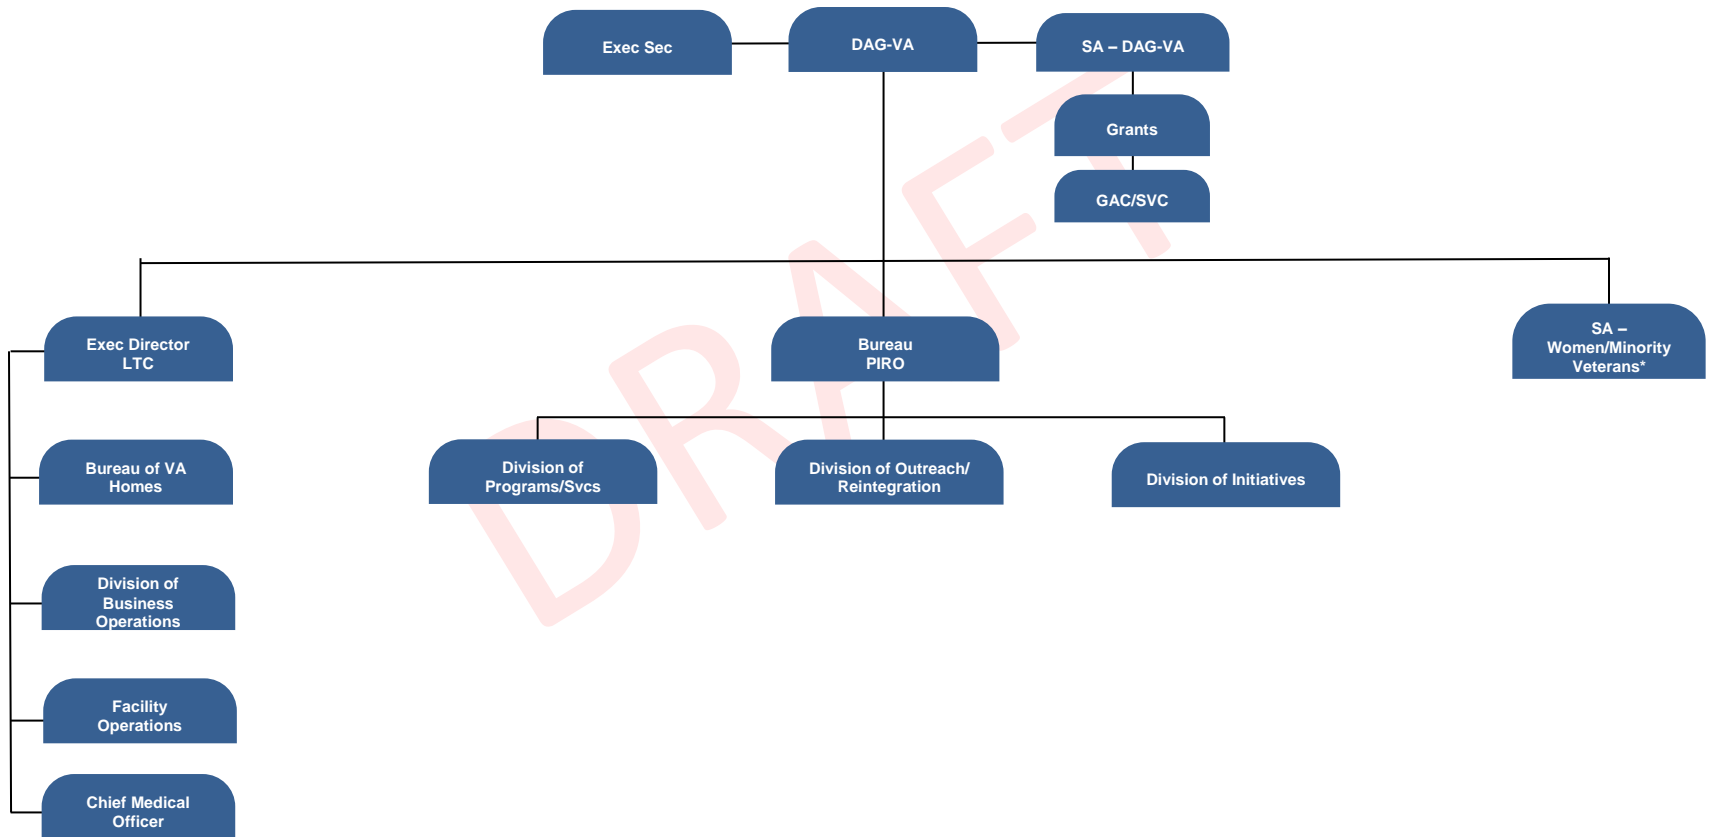 Exec Sec
DAG-VA
SA – DAG-VA
Grants
GAC/SVC
Exec Director
LTC
Bureau
PIRO
SA –
Women/Minority
Veterans*
Bureau of VA
Homes
Division of
Programs/Svcs
Division of Outreach/
Reintegration
Division of Initiatives
Division of
Business
Operations
Facility
Operations
Chief Medical
Officer
DRAFT